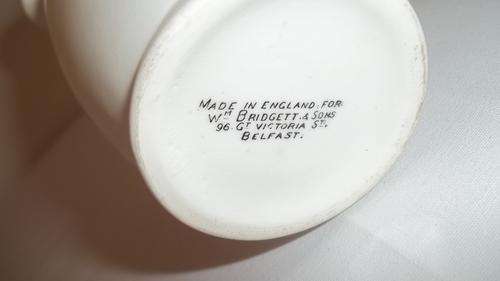 MADE IN ENGLAND FOR
WM BRIDGETT & SONS
96 GT VICTORIA ST.
BELFAST.